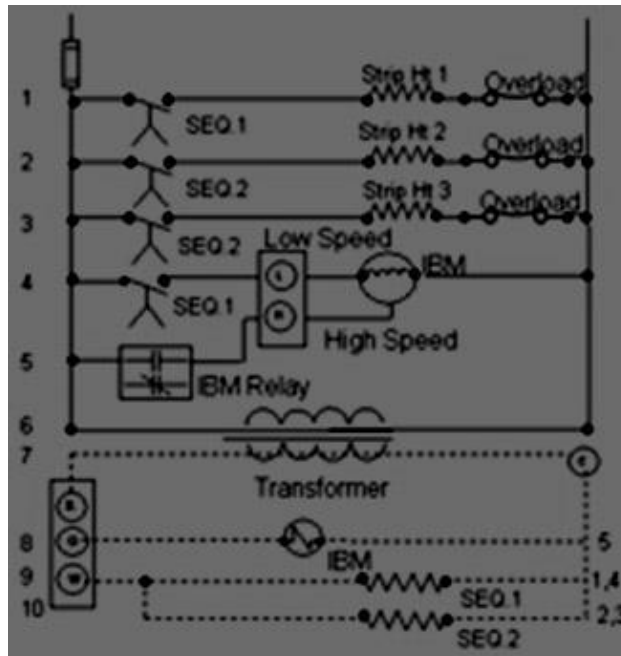 1 Strip Ht 1 Overload
SEQ.1
2 Strip Ht 2 Overload
SEQ.2
3 Strip Ht 3 Overload
SEQ.2
Low Speed
4 L IBM
SEQ.1
H
High Speed
5 IBM Relay
6
7 C
Transformer
R
8 G IBM 5
9 W SEQ.1 1,4
10 SEQ.2 2,3